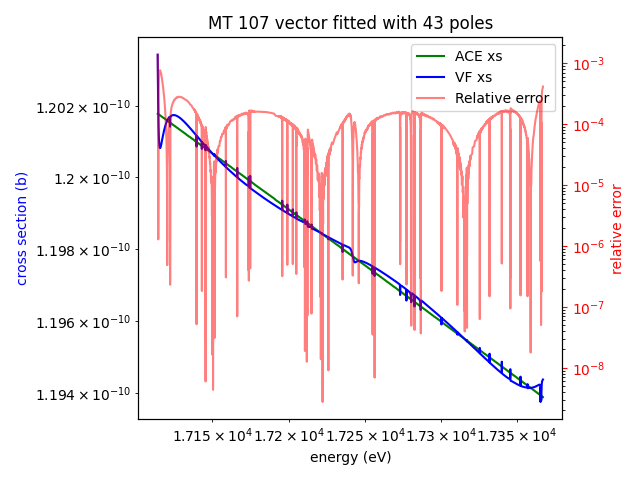 MT 107 vector fitted with 43 poles
ACE xs
VF xs
Relative error
1.202 × 10⁻¹⁰
1.2 × 10⁻¹⁰
1.198 × 10⁻¹⁰
1.196 × 10⁻¹⁰
1.194 × 10⁻¹⁰
cross section (b)
10⁻³
10⁻⁴
10⁻⁵
10⁻⁶
10⁻⁷
10⁻⁸
relative error
1.715 × 10⁴ 1.72 × 10⁴ 1.725 × 10⁴ 1.73 × 10⁴ 1.735 × 10⁴
energy (eV)